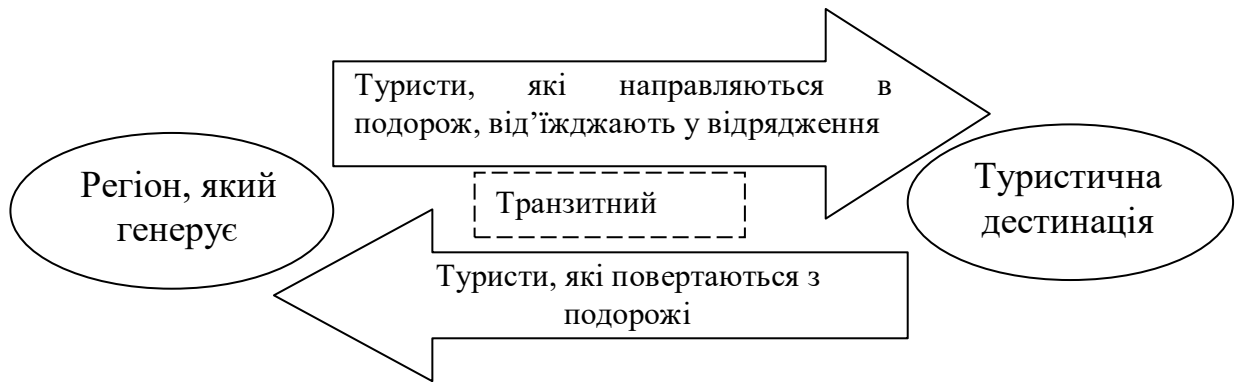 Туристи, які направляються в
подорож, від’їжджають у відрядження
Регіон, який
генерує
Транзитний
Туристична
дестинація
Туристи, які повертаються з
подорожі